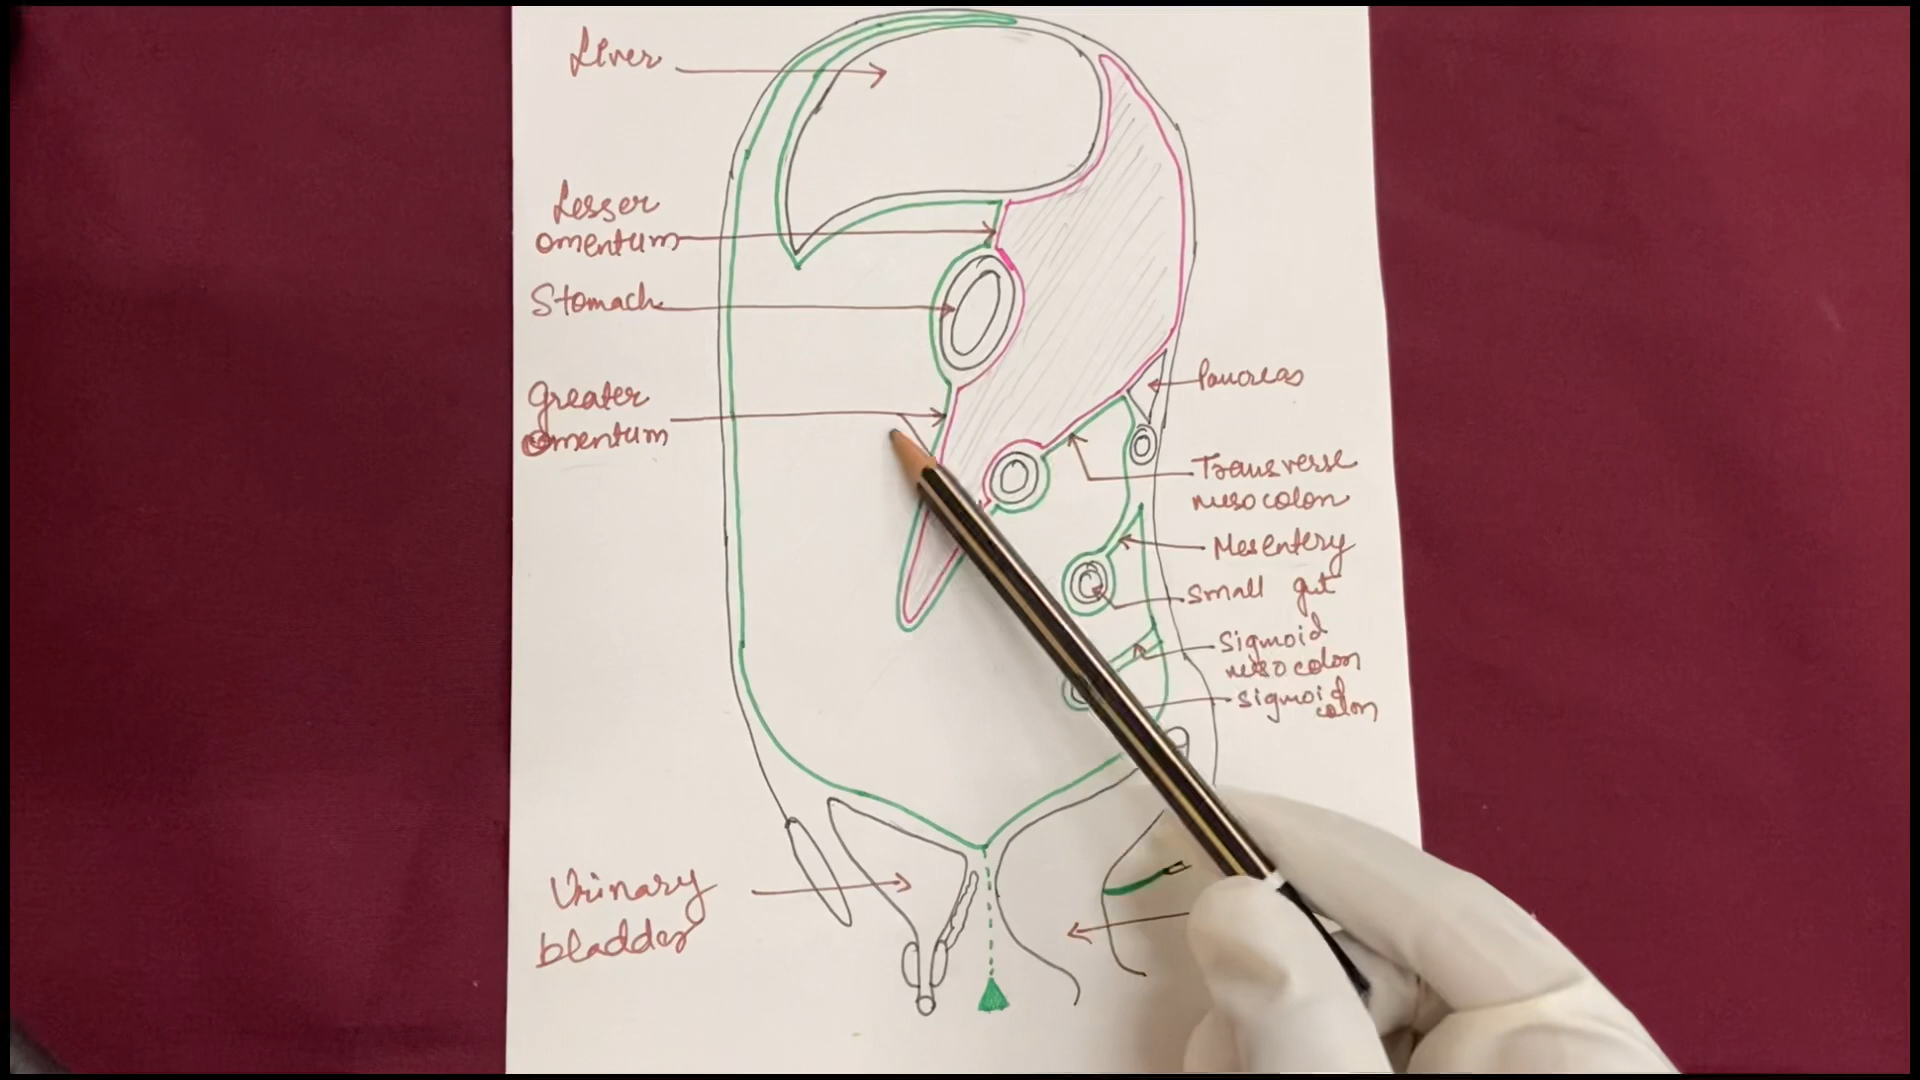 Liver
Lesser
omentum
Stomach
Greater
omentum
Pancreas
Transverse
mesocolon
Mesentery
Small gut
Sigmoid
mesocolon
Sigmoid
colon
Urinary
bladder